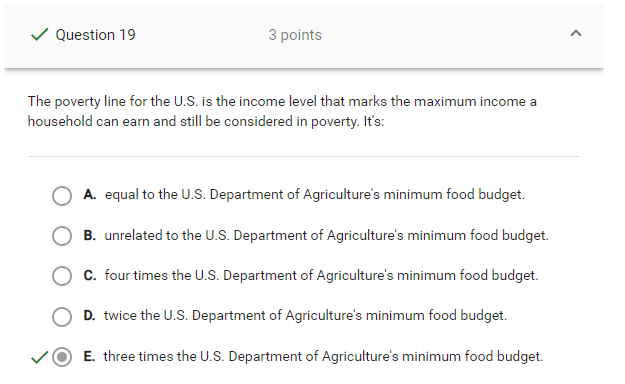 Question 19 3 points
The poverty line for the U.S. is the income level that marks the maximum income a
household can earn and still be considered in poverty. It's:
A. equal to the U.S. Department of Agriculture's minimum food budget.
B. unrelated to the U.S. Department of Agriculture's minimum food budget.
C. four times the U.S. Department of Agriculture's minimum food budget.
D. twice the U.S. Department of Agriculture's minimum food budget.
E. three times the U.S. Department of Agriculture's minimum food budget.